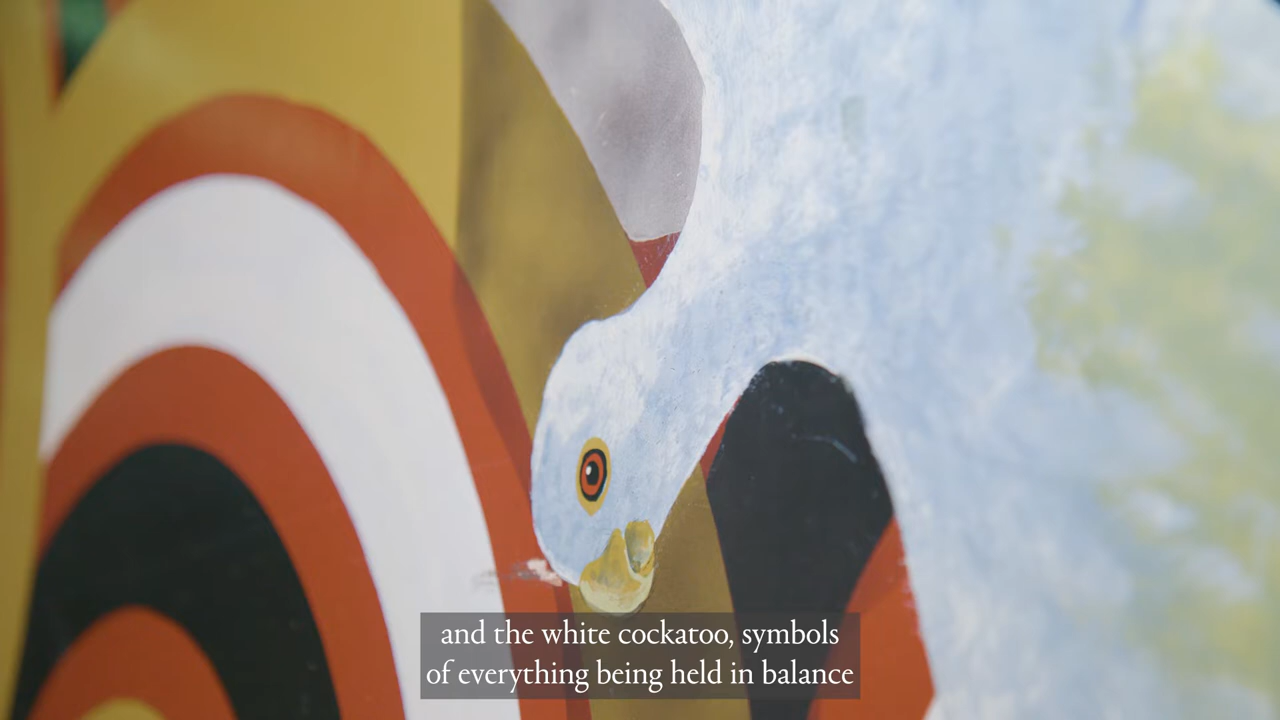 and the white cockatoo, symbols
of everything being held in balance